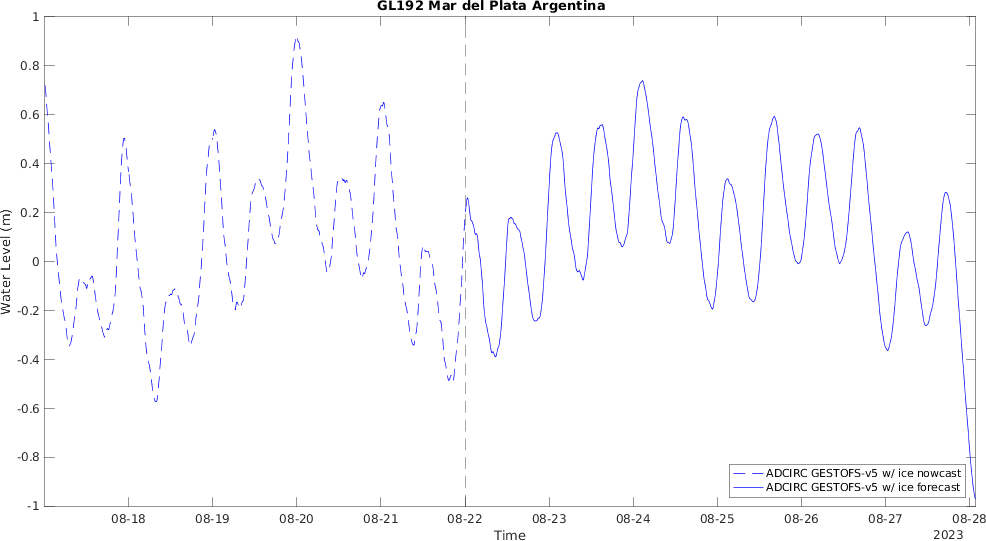 GL192 Mar del Plata Argentina
1
0.8
0.6
0.4
0.2
0
-0.2
-0.4
-0.6
-0.8
-1
Water Level (m)
ADCIRC GESTOFS-v5 w/ ice nowcast
ADCIRC GESTOFS-v5 w/ ice forecast
08-18 08-19 08-20 08-21 08-22 08-23 08-24 08-25 08-26 08-27 08-28
Time
2023